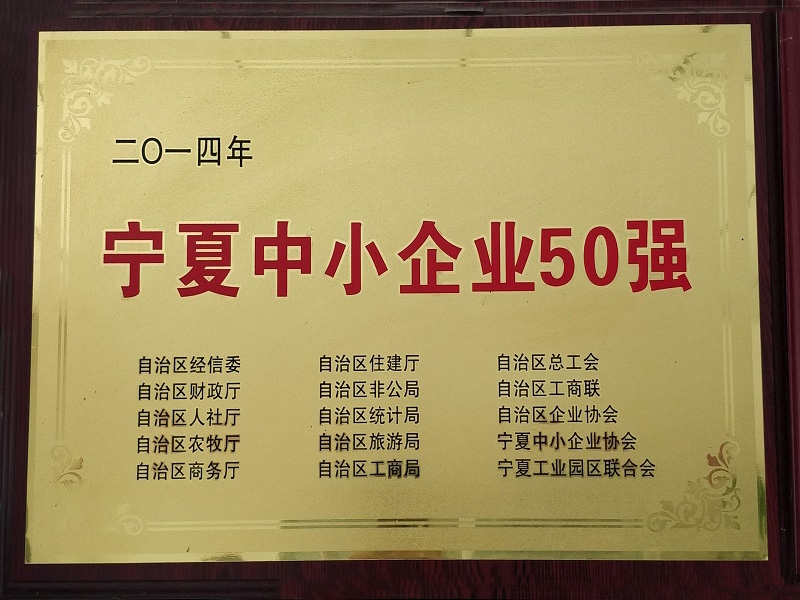 二〇一四年
宁夏中小企业50强
自治区经信委
自治区财政厅
自治区人社厅
自治区农牧厅
自治区商务厅
自治区住建厅
自治区非公局
自治区统计局
自治区旅游局
自治区工商局
自治区总工会
自治区工商联
自治区企业协会
宁夏中小企业协会
宁夏工业园区联合会